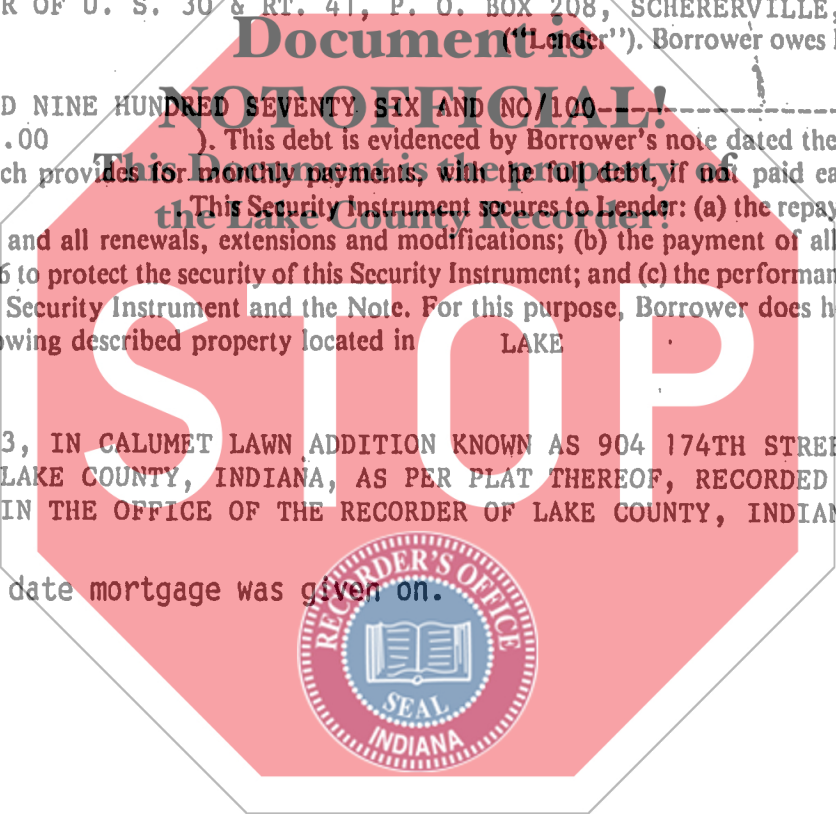 R OF U. S. 30 & RT. 41, P. O. BOX 208, SCHERERVILLE,
Document is
("Lender"). Borrower owes
D NINE HUNDRED SEVENTY SIX AND NO/100
NOT OFFICIAL!
.00 ). This debt is evidenced by Borrower's note dated the
This Document is the property of
ch provides for monthly payments, with the full debt, if not paid ea
the Lake County Recorder!
. This Security Instrument secures to Lender: (a) the repay
and all renewals, extensions and modifications; (b) the payment of all
6 to protect the security of this Security Instrument; and (c) the performan
Security Instrument and the Note. For this purpose, Borrower does h
owing described property located in LAKE
STOP
3, IN CALUMET LAWN ADDITION KNOWN AS 904 174TH STREE
LAKE COUNTY, INDIANA, AS PER PLAT THEREOF, RECORDED
IN THE OFFICE OF THE RECORDER OF LAKE COUNTY, INDIAN
date mortgage was given on.
RECORDER'S OFFICE
SEAL
INDIANA